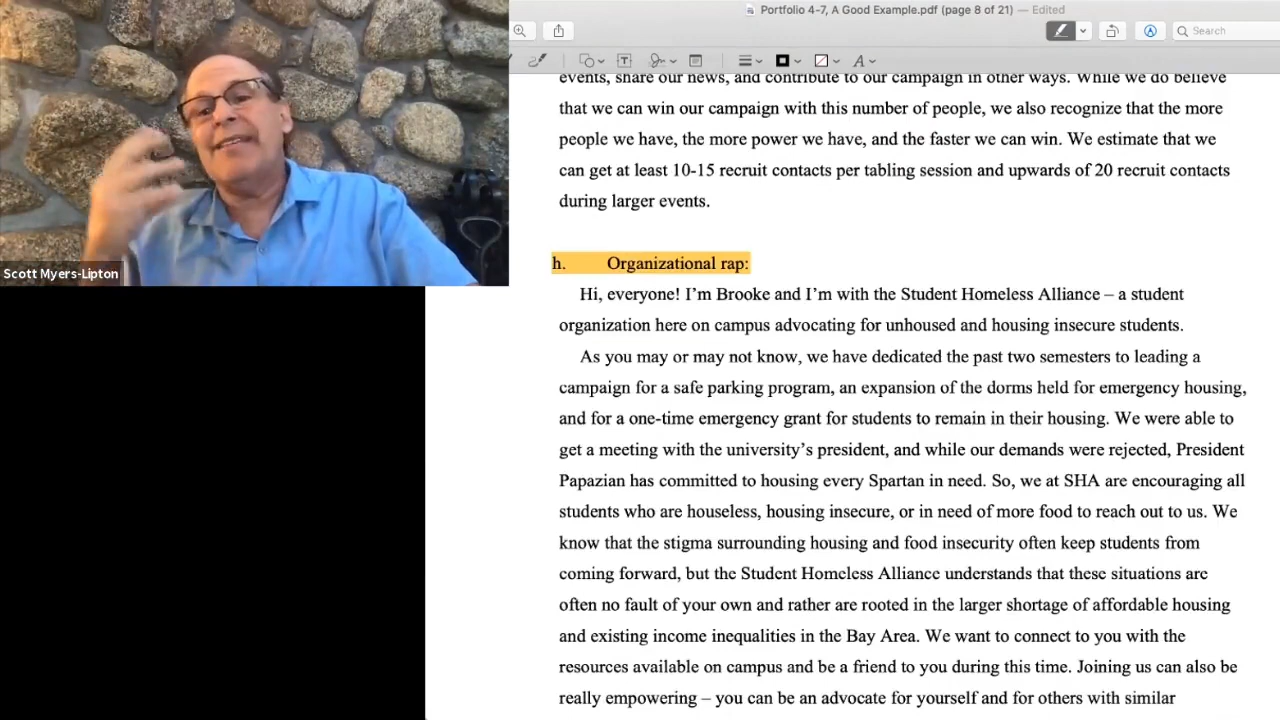 Portfolio 4-7, A Good Example.pdf (page 8 of 21) — Edited
Search
events, share our news, and contribute to our campaign in other ways. While we do believe
that we can win our campaign with this number of people, we also recognize that the more
people we have, the more power we have, and the faster we can win. We estimate that we
can get at least 10-15 recruit contacts per tabling session and upwards of 20 recruit contacts
during larger events.
h. Organizational rap:
Scott Myers-Lipton
Hi, everyone! I'm Brooke and I'm with the Student Homeless Alliance – a student
organization here on campus advocating for unhoused and housing insecure students.
As you may or may not know, we have dedicated the past two semesters to leading a
campaign for a safe parking program, an expansion of the dorms held for emergency housing,
and for a one-time emergency grant for students to remain in their housing. We were able to
get a meeting with the university's president, and while our demands were rejected, President
Papazian has committed to housing every Spartan in need. So, we at SHA are encouraging all
students who are houseless, housing insecure, or in need of more food to reach out to us. We
know that the stigma surrounding housing and food insecurity often keep students from
coming forward, but the Student Homeless Alliance understands that these situations are
often no fault of your own and rather are rooted in the larger shortage of affordable housing
and existing income inequalities in the Bay Area. We want to connect to you with the
resources available on campus and be a friend to you during this time. Joining us can also be
really empowering – you can be an advocate for yourself and for others with similar